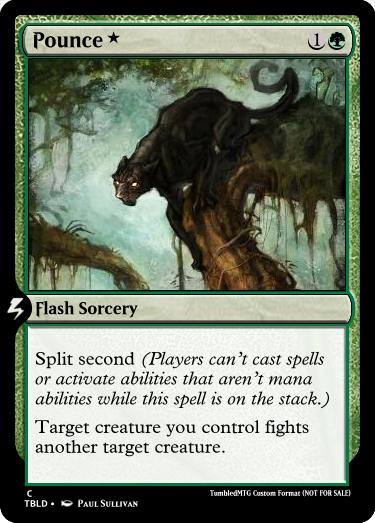 Pounce ★ 1
Flash Sorcery
Split second (Players can't cast spells
or activate abilities that aren't mana
abilities while this spell is on the stack.)
Target creature you control fights
another target creature.
C
TBLD • Paul Sullivan
TumbledMTG Custom Format (NOT FOR SALE)